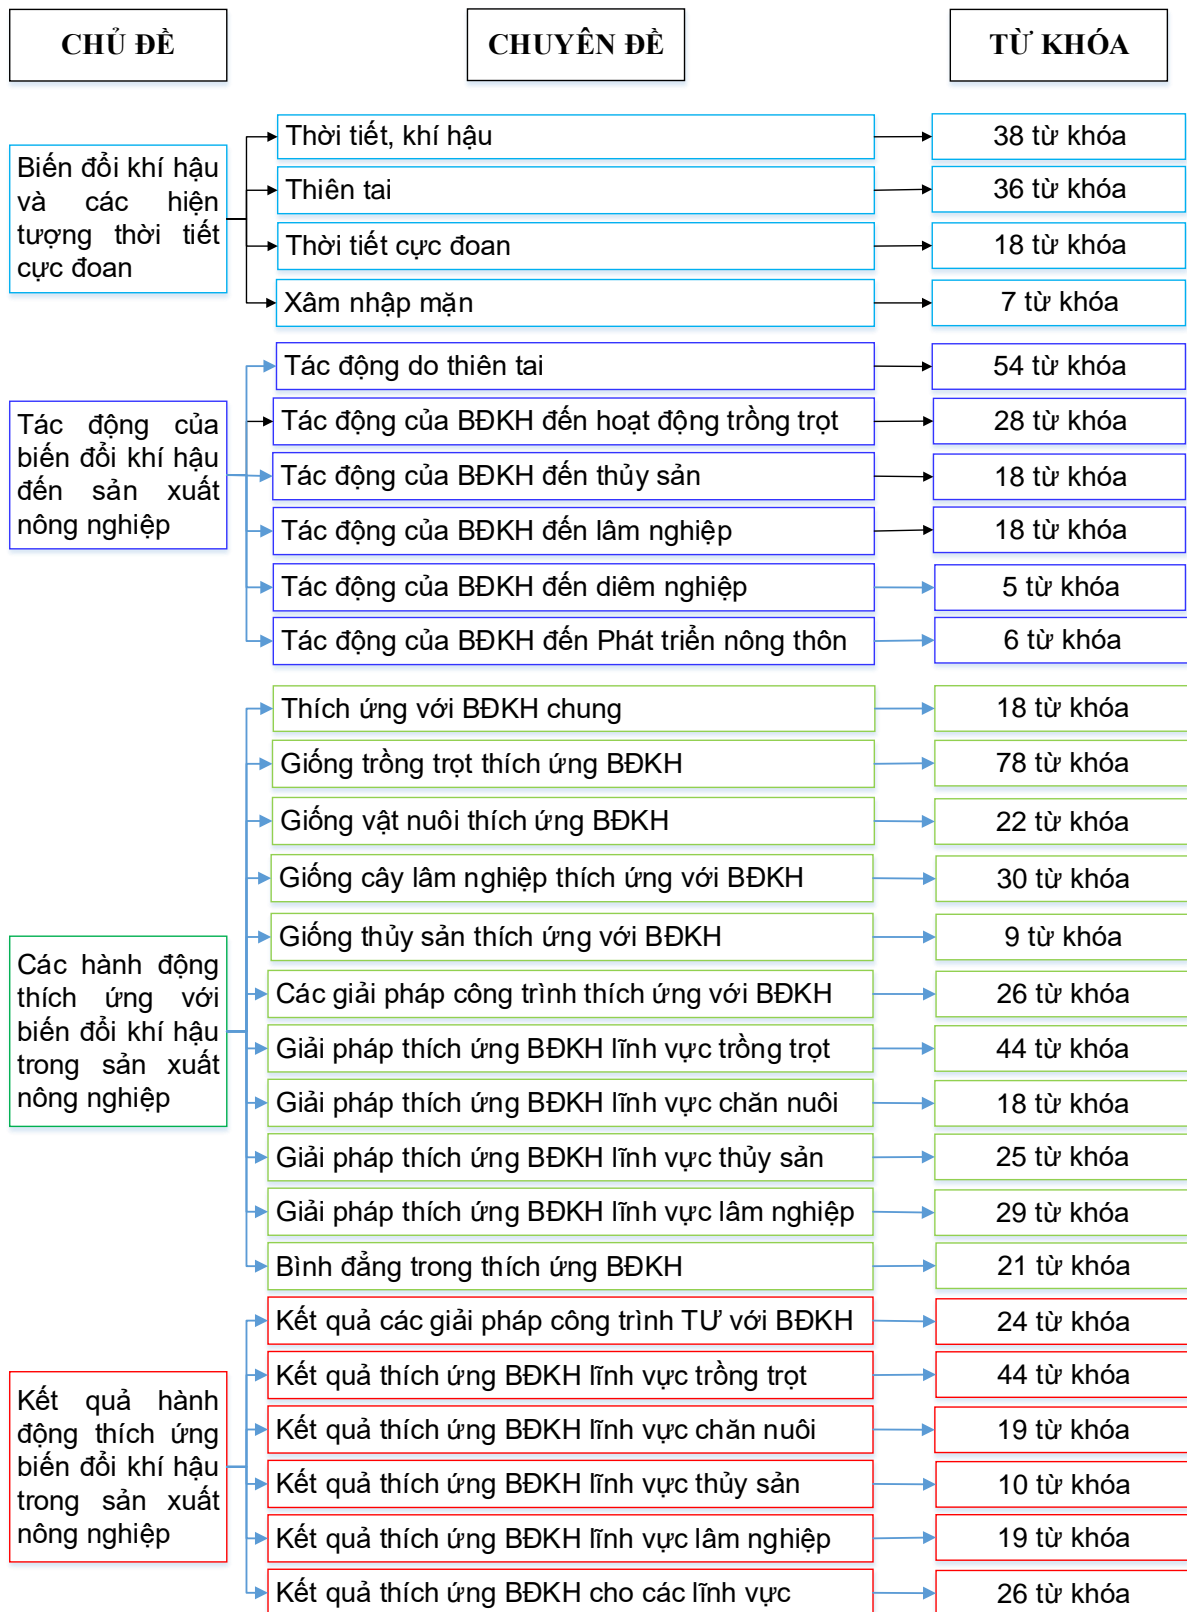 CHỦ ĐỀ
CHUYÊN ĐỀ
TỪ KHÓA
Biến đổi khí hậu
và các hiện
tượng thời tiết
cực đoan
Thời tiết, khí hậu
38 từ khóa
Thiên tai
36 từ khóa
Thời tiết cực đoan
18 từ khóa
Xâm nhập mặn
7 từ khóa
Tác động của
biến đổi khí hậu
đến sản xuất
nông nghiệp
Tác động do thiên tai
54 từ khóa
Tác động của BĐKH đến hoạt động trồng trọt
28 từ khóa
Tác động của BĐKH đến thủy sản
18 từ khóa
Tác động của BĐKH đến lâm nghiệp
18 từ khóa
Tác động của BĐKH đến diêm nghiệp
5 từ khóa
Tác động của BĐKH đến Phát triển nông thôn
6 từ khóa
Các hành động
thích ứng với
biến đổi khí hậu
trong sản xuất
nông nghiệp
Thích ứng với BĐKH chung
18 từ khóa
Giống trồng trọt thích ứng BĐKH
78 từ khóa
Giống vật nuôi thích ứng BĐKH
22 từ khóa
Giống cây lâm nghiệp thích ứng với BĐKH
30 từ khóa
Giống thủy sản thích ứng với BĐKH
9 từ khóa
Các giải pháp công trình thích ứng với BĐKH
26 từ khóa
Giải pháp thích ứng BĐKH lĩnh vực trồng trọt
44 từ khóa
Giải pháp thích ứng BĐKH lĩnh vực chăn nuôi
18 từ khóa
Giải pháp thích ứng BĐKH lĩnh vực thủy sản
25 từ khóa
Giải pháp thích ứng BĐKH lĩnh vực lâm nghiệp
29 từ khóa
Bình đẳng trong thích ứng BĐKH
21 từ khóa
Kết quả hành
động thích ứng
biến đổi khí hậu
trong sản xuất
nông nghiệp
Kết quả các giải pháp công trình TƯ với BĐKH
24 từ khóa
Kết quả thích ứng BĐKH lĩnh vực trồng trọt
44 từ khóa
Kết quả thích ứng BĐKH lĩnh vực chăn nuôi
19 từ khóa
Kết quả thích ứng BĐKH lĩnh vực thủy sản
10 từ khóa
Kết quả thích ứng BĐKH lĩnh vực lâm nghiệp
19 từ khóa
Kết quả thích ứng BĐKH cho các lĩnh vực
26 từ khóa